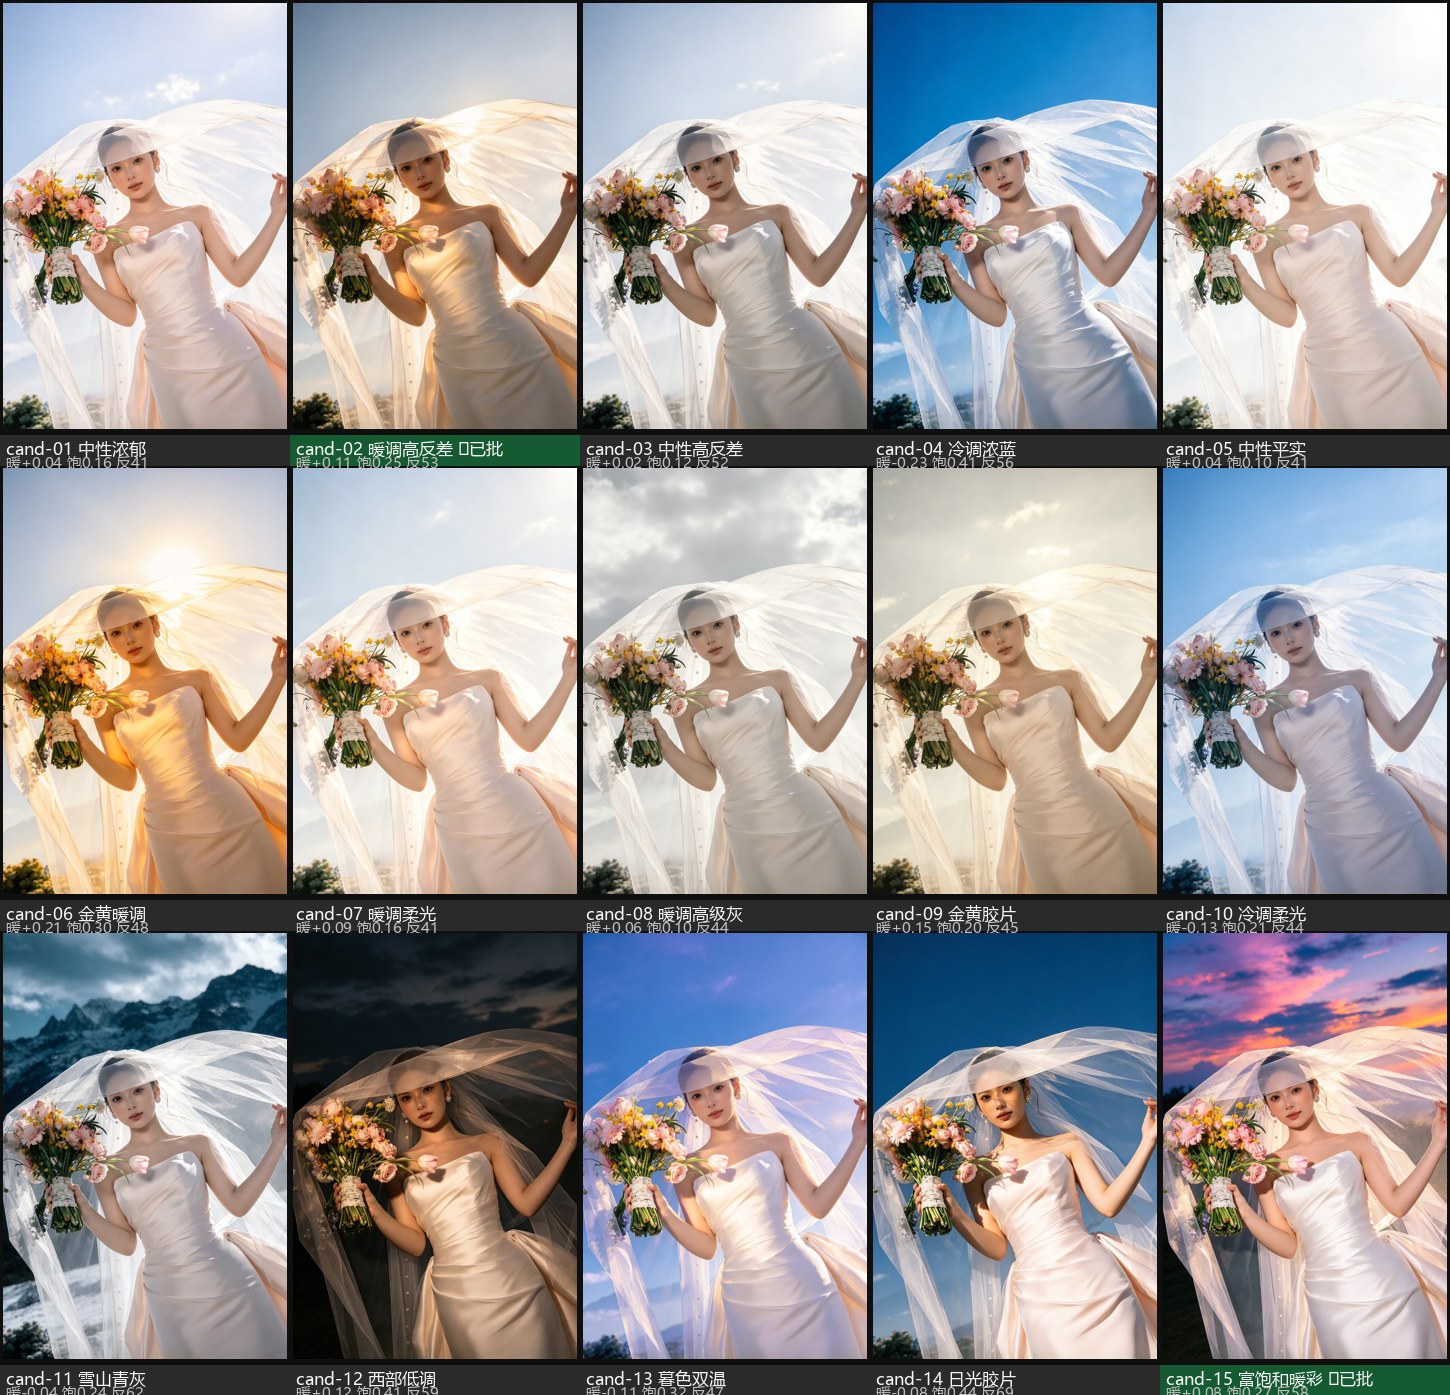 cand-01 中性浓郁
暖+0.04 饱0.16 反41
cand-02 暖调高反差 已批
暖+0.11 饱0.25 反53
cand-03 中性高反差
暖+0.02 饱0.12 反52
cand-04 冷调浓蓝
暖-0.23 饱0.41 反56
cand-05 中性平实
暖+0.04 饱0.10 反41
cand-06 金黄暖调
暖+0.21 饱0.30 反48
cand-07 暖调柔光
暖+0.09 饱0.16 反41
cand-08 暖调高级灰
暖+0.06 饱0.10 反44
cand-09 金黄胶片
暖+0.15 饱0.20 反45
cand-10 冷调柔光
暖-0.13 饱0.21 反44
cand-11 雪山青灰
暖-0.04 饱0.24 反62
cand-12 西部低调
暖+0.12 饱0.41 反59
cand-13 暮色双温
暖-0.11 饱0.32 反47
cand-14 日光胶片
暖-0.08 饱0.44 反69
cand-15 富饱和暖彩 已批
暖+0.08 饱0.27 反58